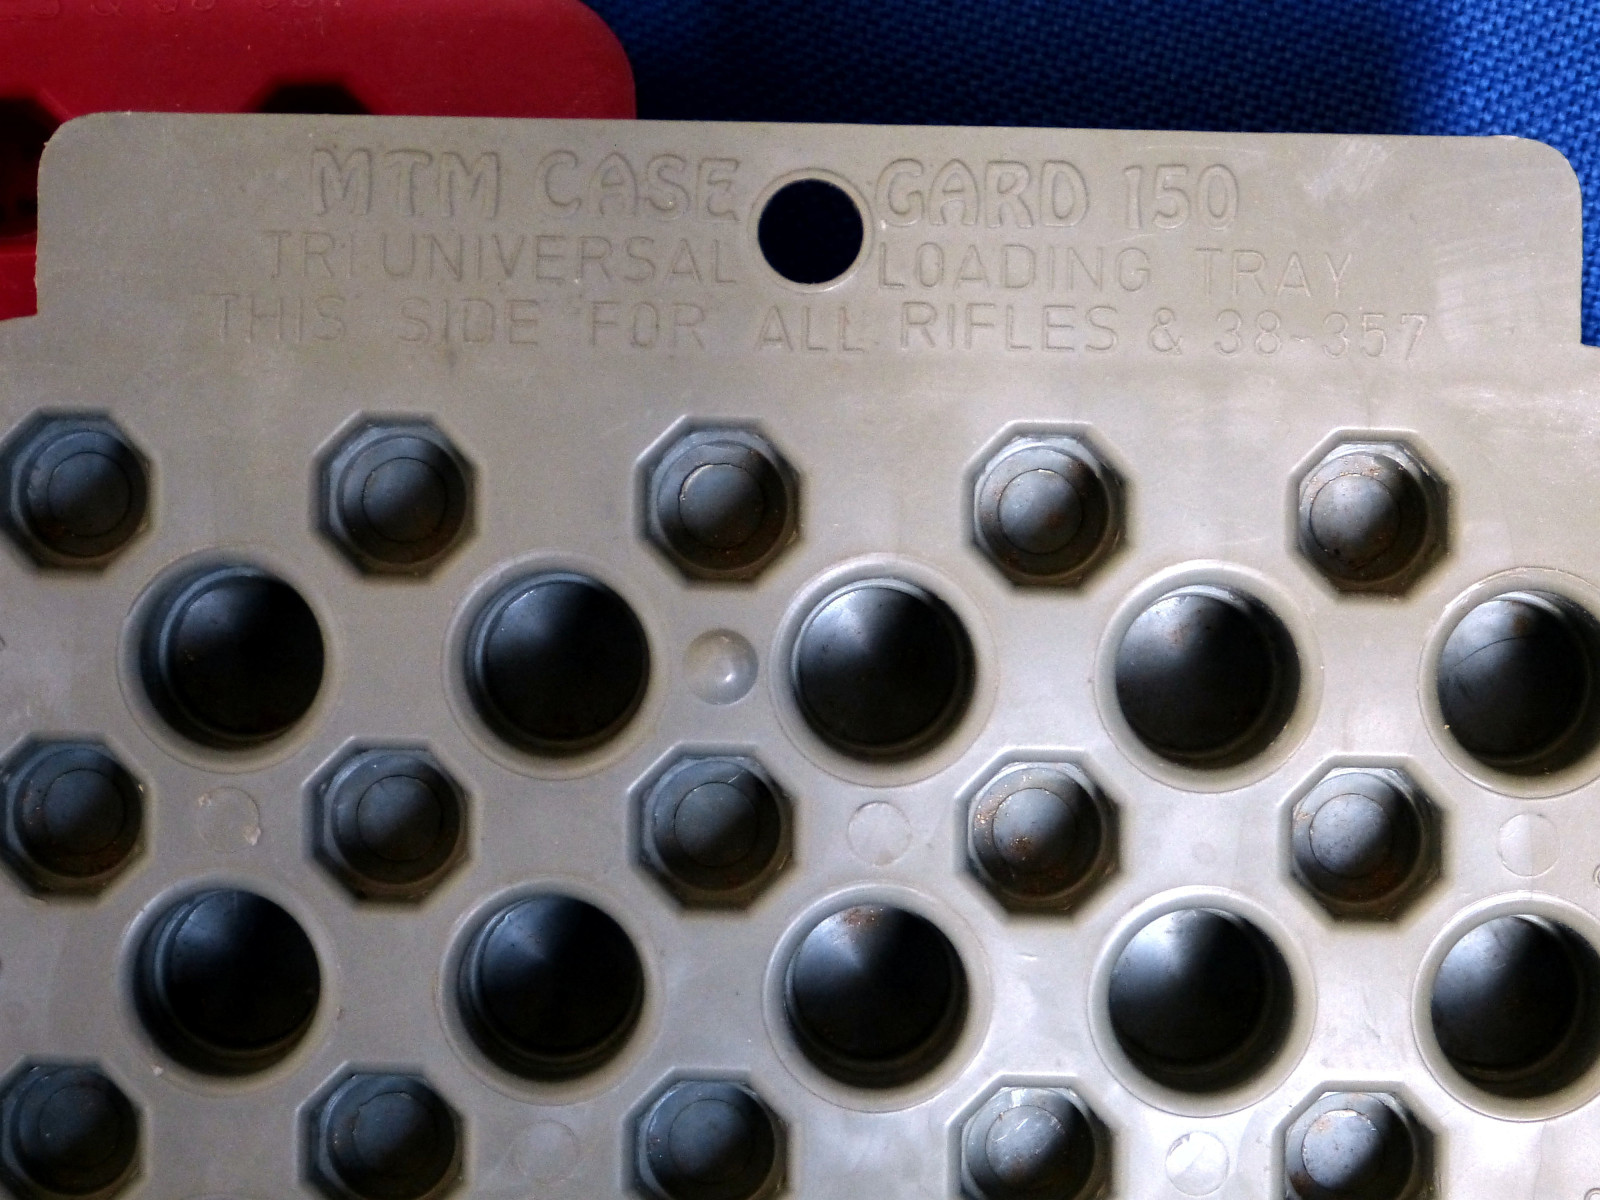 MTM CASE GARD 150
TRI UNIVERSAL LOADING TRAY
THIS SIDE FOR ALL RIFLES & 38-357